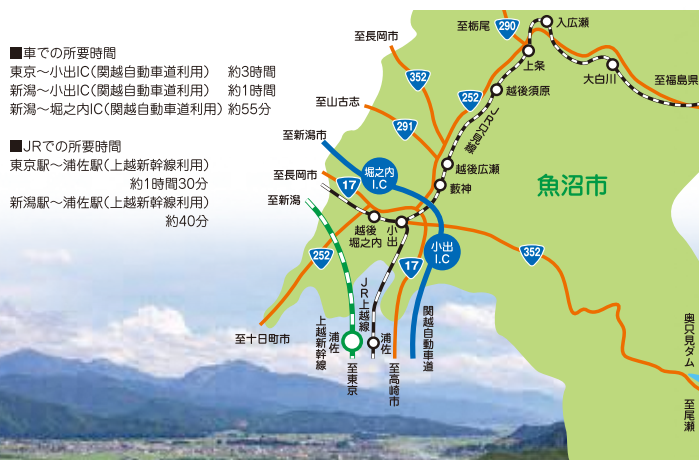 ■車での所要時間
東京～小出IC（関越自動車道利用） 約3時間
新潟～小出IC（関越自動車道利用） 約1時間
新潟～堀之内IC（関越自動車道利用）約55分
■JRでの所要時間
東京駅～浦佐駅（上越新幹線利用）
約1時間30分
新潟駅～浦佐駅（上越新幹線利用）
約40分
至栃尾
290
入広瀬
至長岡市
上条
大白川
至福島県
352
252
越後須原
至山古志
291
JR只見線
至新潟市
堀之内
I.C
越後広瀬
至長岡市
17
藪神
魚沼市
至新潟
越後
堀之内
小出
小出
I.C
252
17
352
JR上越線
関越自動車道
奥只見ダム
至十日町市
上越新幹線
浦佐
浦佐
至東京
至高崎市
至尾瀬